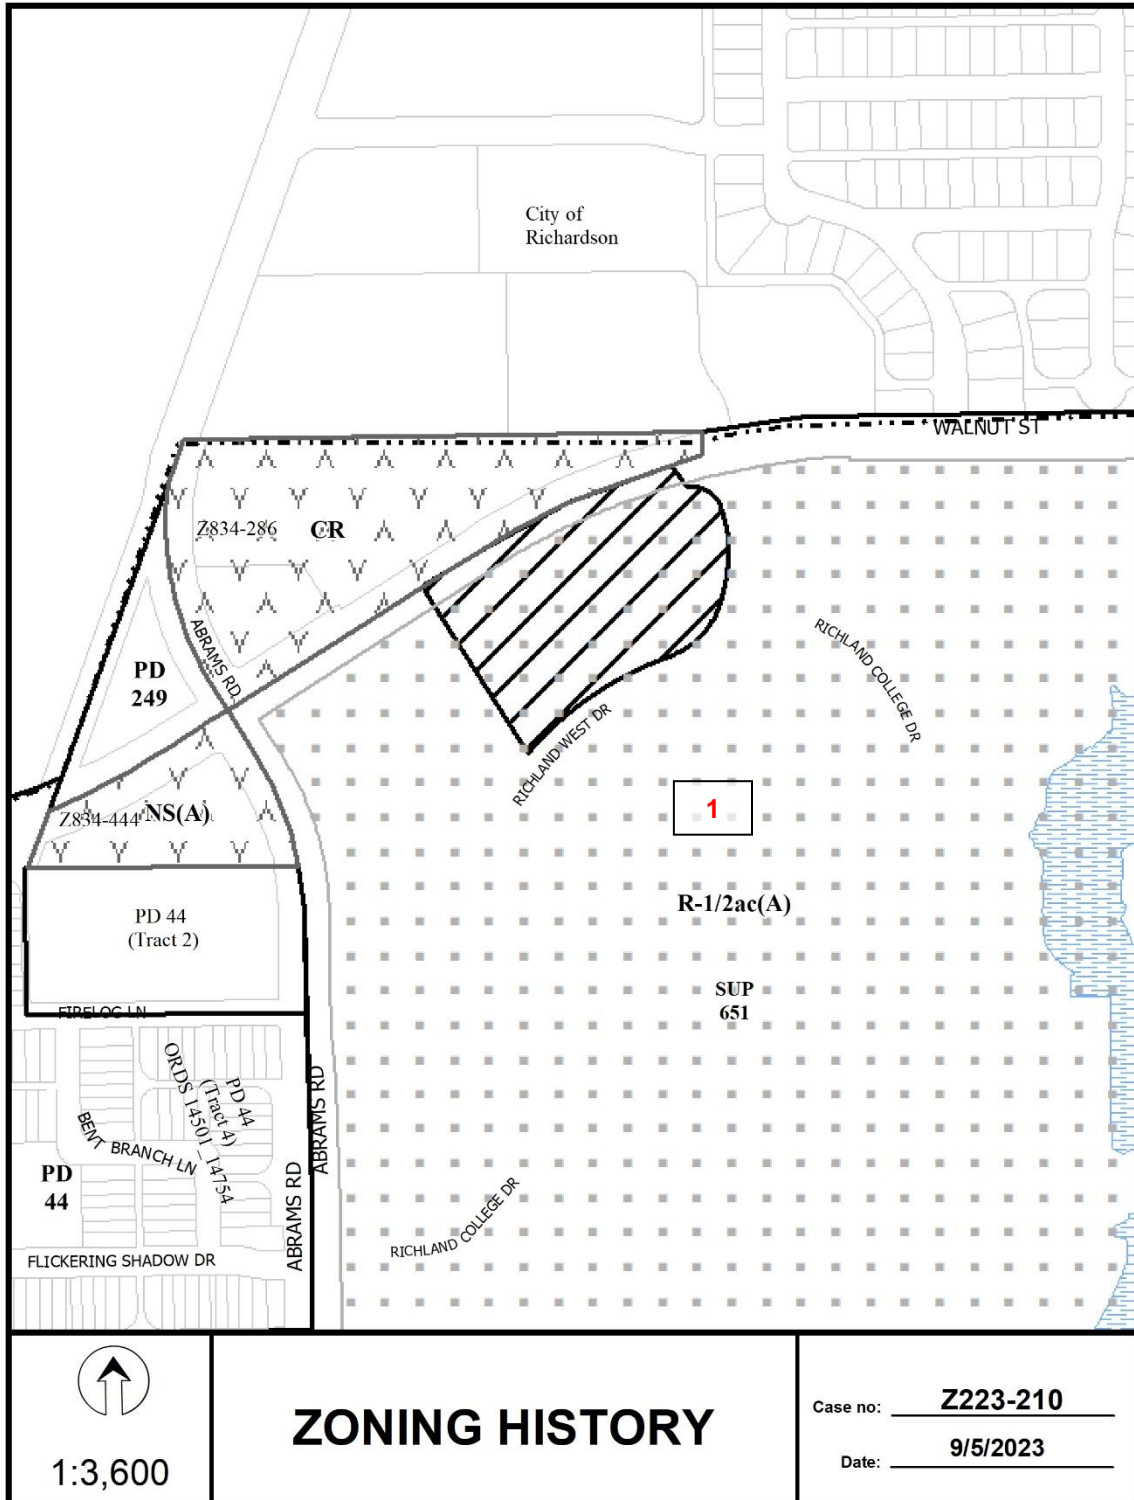 City of
Richardson
WALNUT ST
Z834-286
CR
ABRAMS RD
PD
249
RICHLAND COLLEGE DR
RICHLAND WEST DR
1
Z834-444
NS(A)
R-1/2ac(A)
PD 44
(Tract 2)
SUP
651
FIRELOG LN
PD 44
(Tract 4)
ORDS 14501_14754
BENT BRANCH LN
ABRAMS RD
PD
44
ABRAMS RD
RICHLAND COLLEGE DR
FLICKERING SHADOW DR
1:3,600
ZONING HISTORY
Case no: Z223-210
Date: 9/5/2023